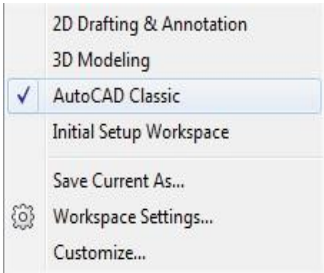 2D Drafting & Annotation
3D Modeling
AutoCAD Classic
Initial Setup Workspace
Save Current As...
Workspace Settings...
Customize...